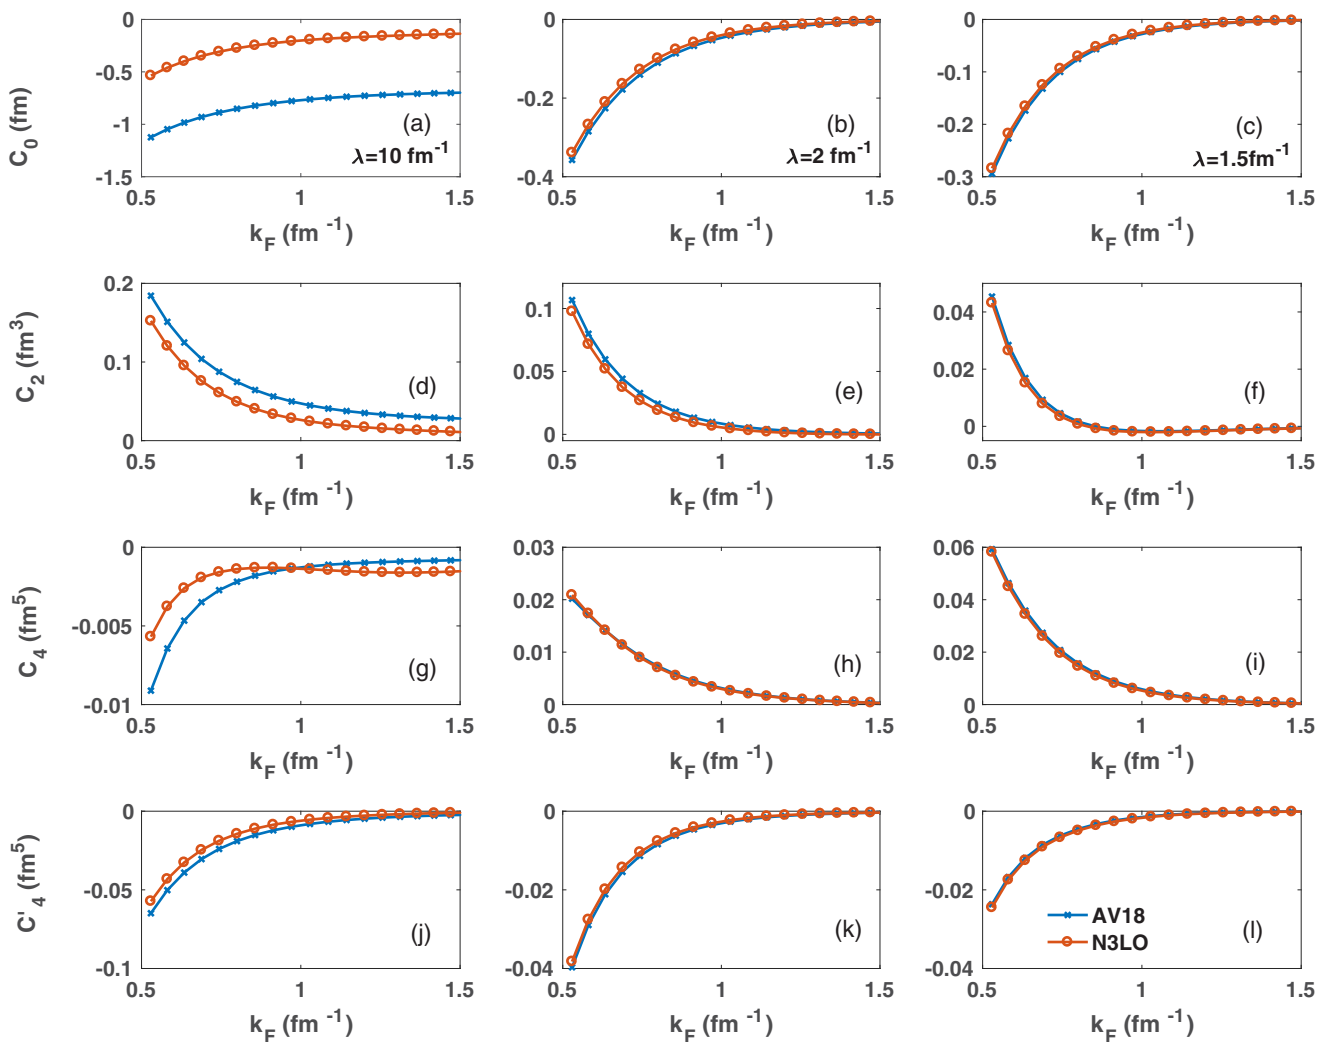 C0 (fm)
0
-0.5
-1
-1.5
(a)
λ=10 fm-1
0.5 1 1.5
kF (fm -1)
0
-0.2
-0.4
(b)
λ=2 fm-1
0.5 1 1.5
kF (fm -1)
0
-0.1
-0.2
-0.3
(c)
λ=1.5fm-1
0.5 1 1.5
kF (fm -1)
C2 (fm3)
0.2
0.1
0
(d)
0.5 1 1.5
kF (fm -1)
0.1
0.05
0
(e)
0.5 1 1.5
kF (fm -1)
0.04
0.02
0
(f)
0.5 1 1.5
kF (fm -1)
C4 (fm5)
0
-0.005
-0.01
(g)
0.5 1 1.5
kF (fm -1)
0.03
0.02
0.01
0
(h)
0.5 1 1.5
kF (fm -1)
0.06
0.04
0.02
0
(i)
0.5 1 1.5
kF (fm -1)
C'4 (fm5)
0
-0.05
-0.1
(j)
0.5 1 1.5
kF (fm -1)
0
-0.02
-0.04
(k)
0.5 1 1.5
kF (fm -1)
0
-0.02
-0.04
AV18
N3LO
(l)
0.5 1 1.5
kF (fm -1)